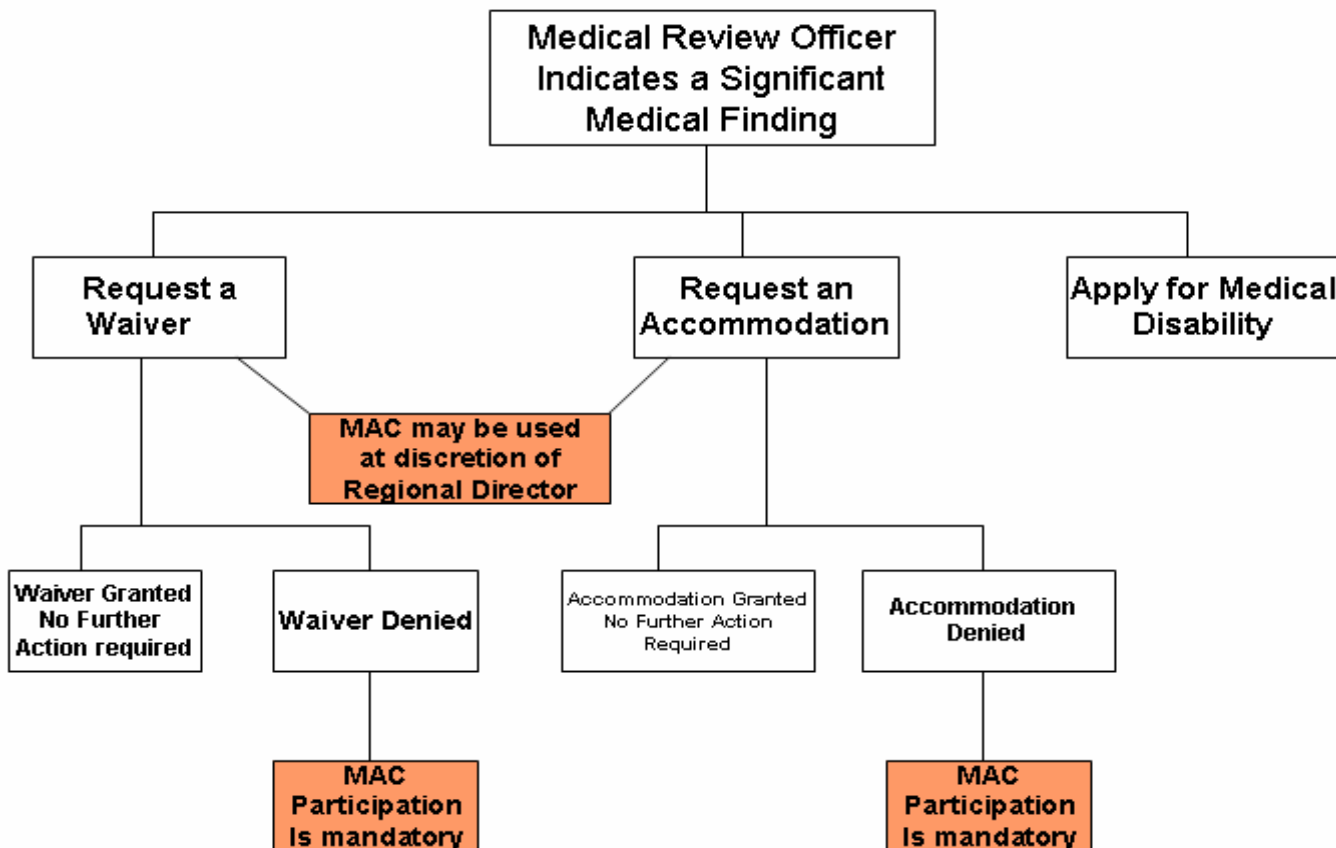 Medical Review Officer
Indicates a Significant
Medical Finding
Request a
Waiver
Request an
Accommodation
Apply for Medical
Disability
MAC may be used
at discretion of
Regional Director
Waiver Granted
No Further
Action required
Waiver Denied
Accommodation Granted
No Further Action
Required
Accommodation
Denied
MAC
Participation
Is mandatory
MAC
Participation
Is mandatory